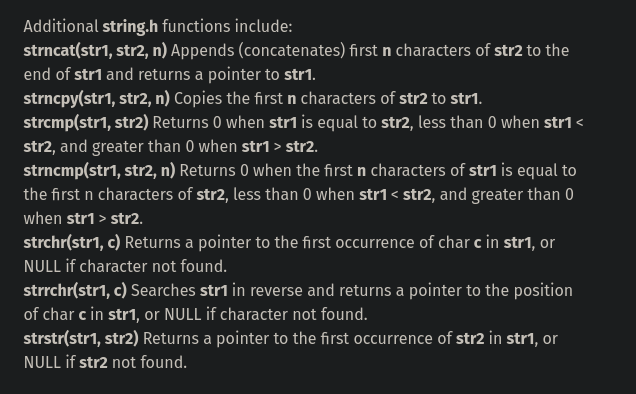 Additional string.h functions include:
strncat(str1, str2, n) Appends (concatenates) first n characters of str2 to the
end of str1 and returns a pointer to str1.
strncpy(str1, str2, n) Copies the first n characters of str2 to str1.
strcmp(str1, str2) Returns 0 when str1 is equal to str2, less than 0 when str1 <
str2, and greater than 0 when str1 > str2.
strncmp(str1, str2, n) Returns 0 when the first n characters of str1 is equal to
the first n characters of str2, less than 0 when str1 < str2, and greater than 0
when str1 > str2.
strchr(str1, c) Returns a pointer to the first occurrence of char c in str1, or
NULL if character not found.
strrchr(str1, c) Searches str1 in reverse and returns a pointer to the position
of char c in str1, or NULL if character not found.
strstr(str1, str2) Returns a pointer to the first occurrence of str2 in str1, or
NULL if str2 not found.